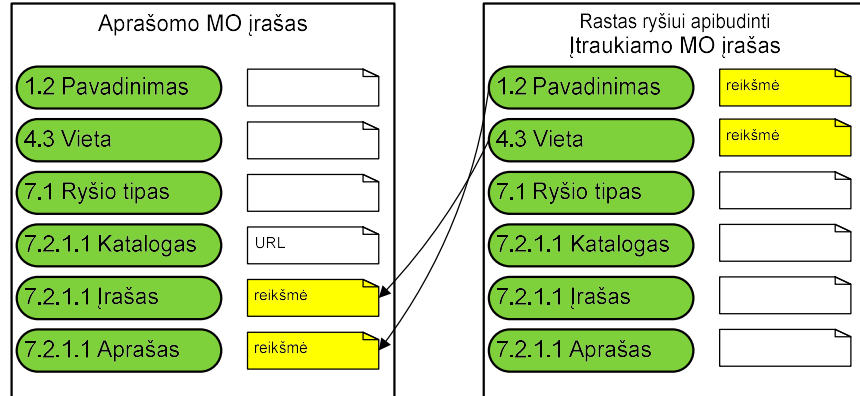 Aprašomo MO įrašas
1.2 Pavadinimas
4.3 Vieta
7.1 Ryšio tipas
7.2.1.1 Katalogas
URL
7.2.1.1 Įrašas
reikšmė
7.2.1.1 Aprašas
reikšmė
Rastas ryšiui apibudinti
Įtraukiamo MO įrašas
1.2 Pavadinimas
reikšmė
4.3 Vieta
reikšmė
7.1 Ryšio tipas
7.2.1.1 Katalogas
7.2.1.1 Įrašas
7.2.1.1 Aprašas